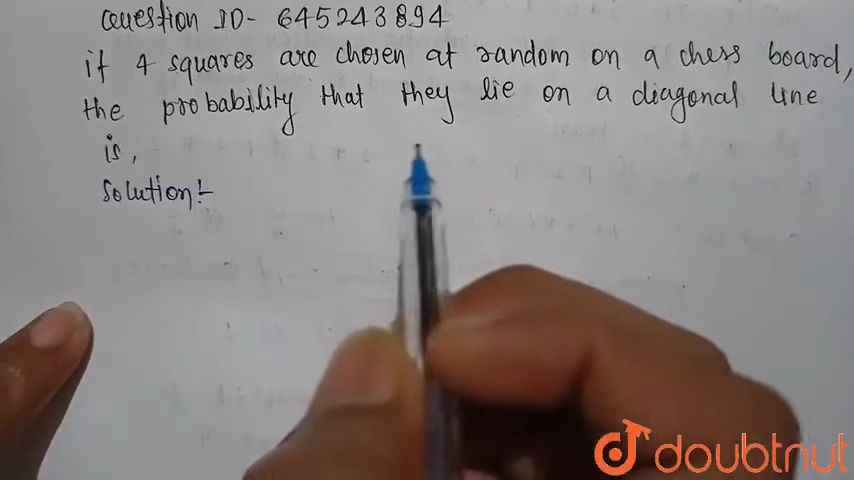 Question ID- 645243894
if 4 squares are chosen at random on a chess board,
the probability that they lie on a diagonal line
is,
Solution:-
doubtnut